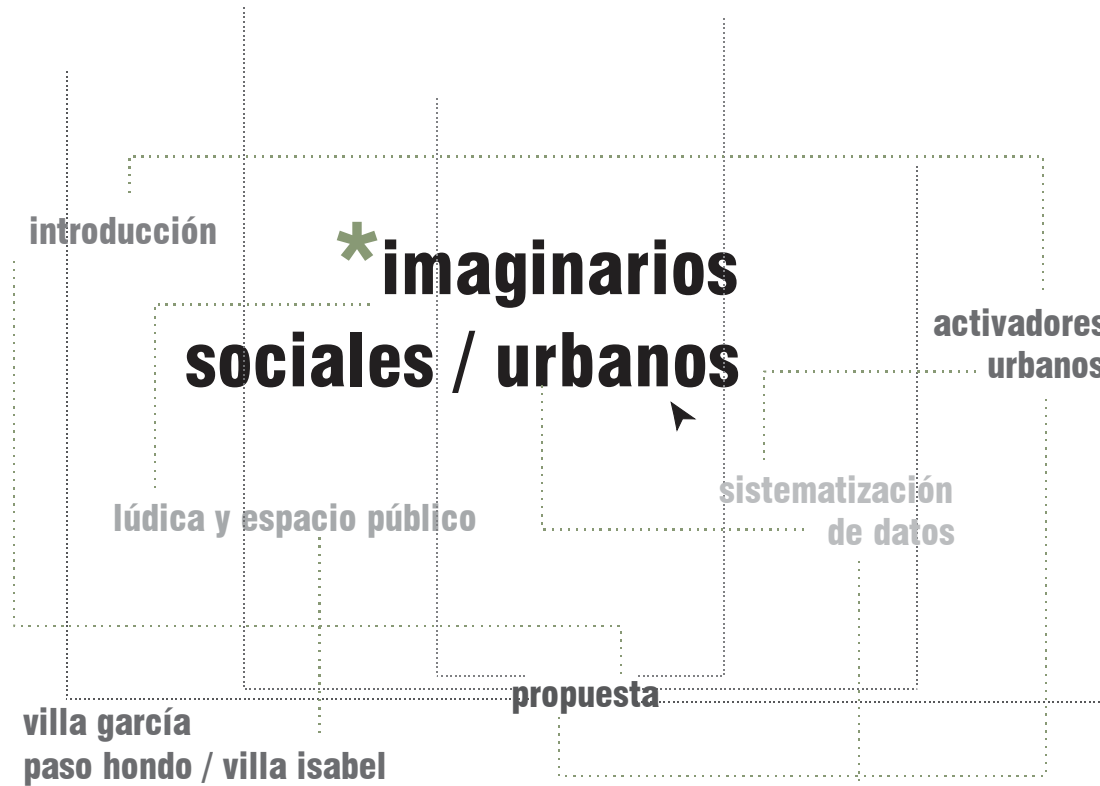 introducción
*imaginarios
sociales / urbanos
activadores
urbanos
lúdica y espacio público
sistematización
de datos
propuesta
villa garcía
paso hondo / villa isabel